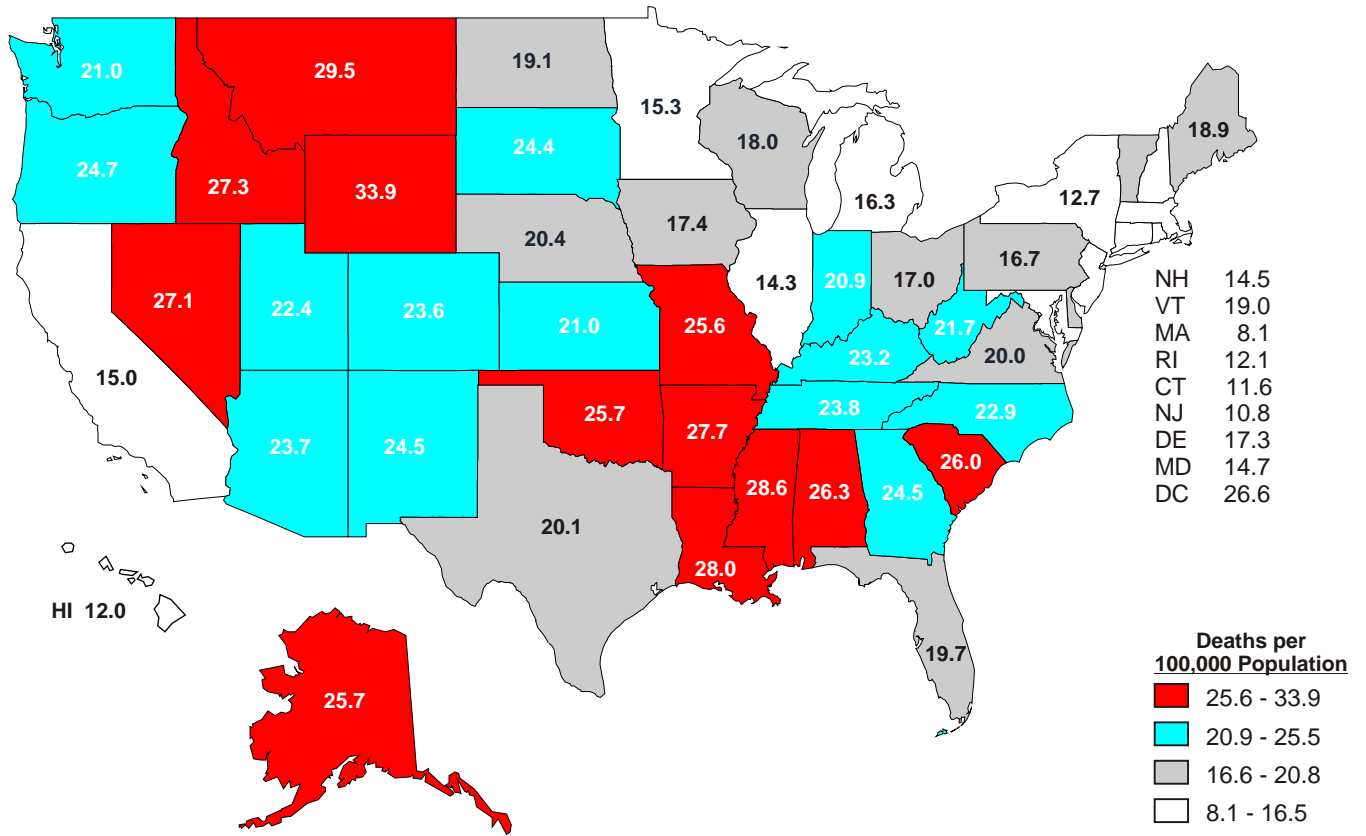 21.0
29.5
19.1
15.3
18.9
24.7
27.3
33.9
24.4
18.0
16.3
12.7
27.1
22.4
23.6
20.4
17.4
14.3
20.9
17.0
16.7
21.0
25.6
23.2
21.7
20.0
15.0
23.7
24.5
25.7
27.7
23.8
22.9
28.6
26.3
24.5
26.0
20.1
28.0
19.7
HI 12.0
25.7
NH 14.5
VT 19.0
MA 8.1
RI 12.1
CT 11.6
NJ 10.8
DE 17.3
MD 14.7
DC 26.6
Deaths per
100,000 Population
25.6 - 33.9
20.9 - 25.5
16.6 - 20.8
8.1 - 16.5